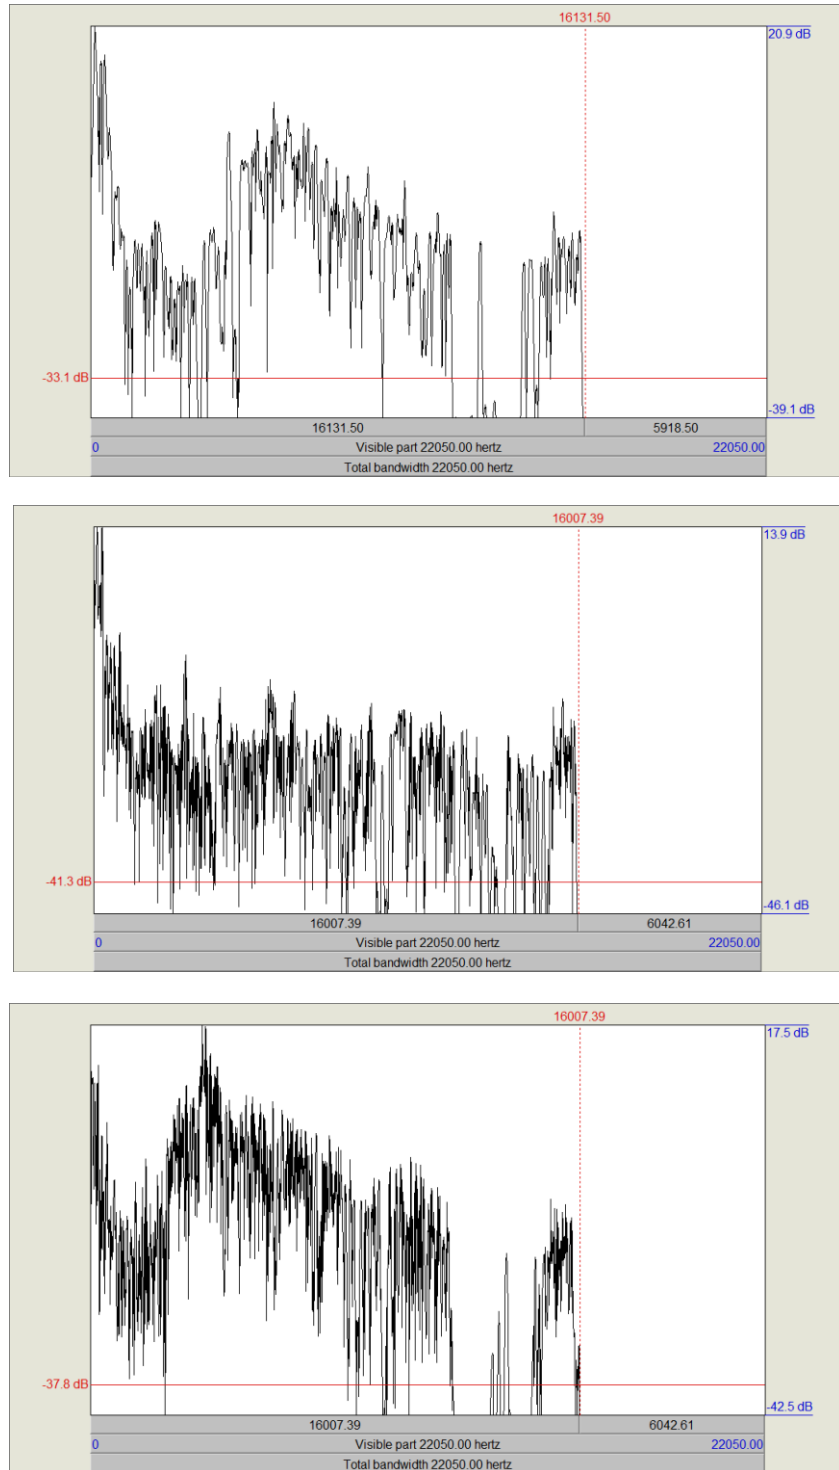 16131.50
20.9 dB
-33.1 dB
-39.1 dB
16131.50 5918.50
0 Visible part 22050.00 hertz 22050.00
Total bandwidth 22050.00 hertz
16007.39
13.9 dB
-41.3 dB
-46.1 dB
16007.39 6042.61
0 Visible part 22050.00 hertz 22050.00
Total bandwidth 22050.00 hertz
16007.39
17.5 dB
-37.8 dB
-42.5 dB
16007.39 6042.61
0 Visible part 22050.00 hertz 22050.00
Total bandwidth 22050.00 hertz